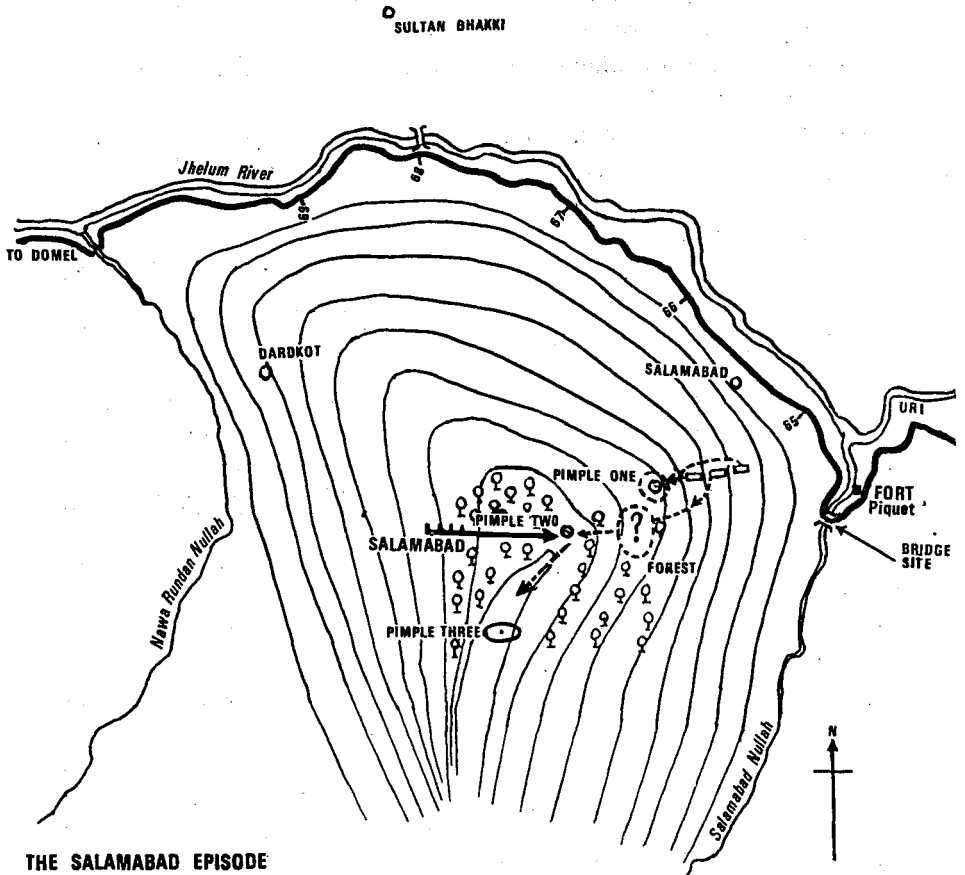 SULTAN BHAKKI
Jhelum River
68
69
67
TO DOMEL
66
DARDKOT
SALAMABAD
URI
65
PIMPLE ONE
FORT
Piquet'
PIMPLE TWO
?
SALAMABAD
BRIDGE
SITE
FOREST
Nawa Rundan Nullah
PIMPLE THREE
Salamabad Nullah
N
THE SALAMABAD EPISODE